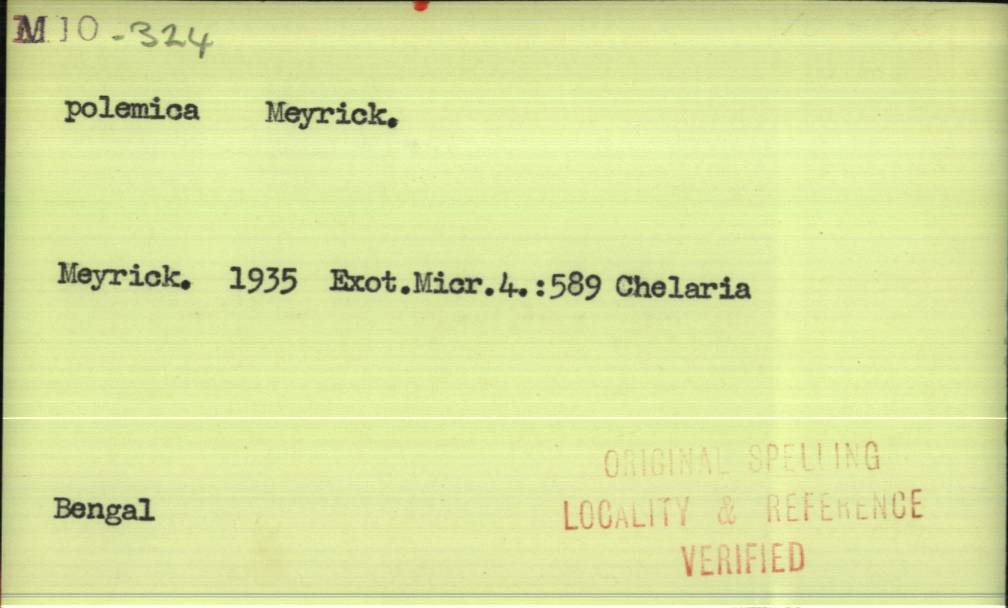 M10-324
polemica Meyrick.
Meyrick. 1935 Exot.Micr.4.:589 Chelaria
Bengal
ORIGINAL SPELLING
LOCALITY & REFERENCE
VERIFIED